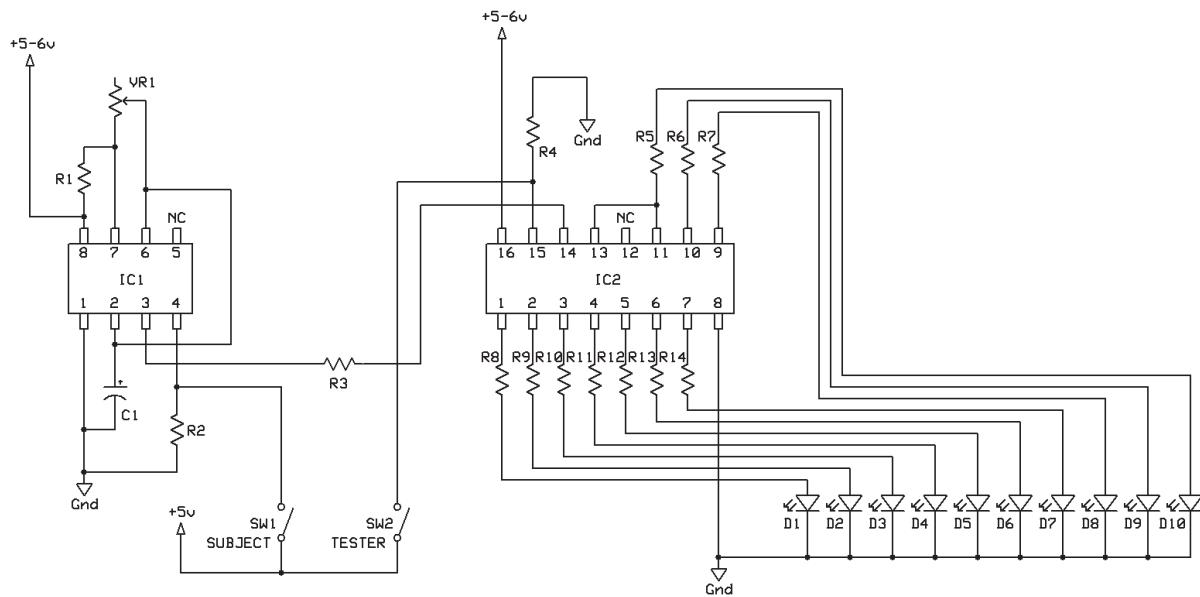 +5-6v
+5-6v
VR1
R5 R6 R7
Gnd
R4
R1
NC
NC
8 7 6 5
16 15 14 13 12 11 10 9
IC1
IC2
1 2 3 4
1 2 3 4 5 6 7 8
R8 R9 R10 R11 R12 R13 R14
R3
C1
R2
Gnd
+5v
SW1
SUBJECT
SW2
TESTER
D1 D2 D3 D4 D5 D6 D7 D8 D9 D10
Gnd